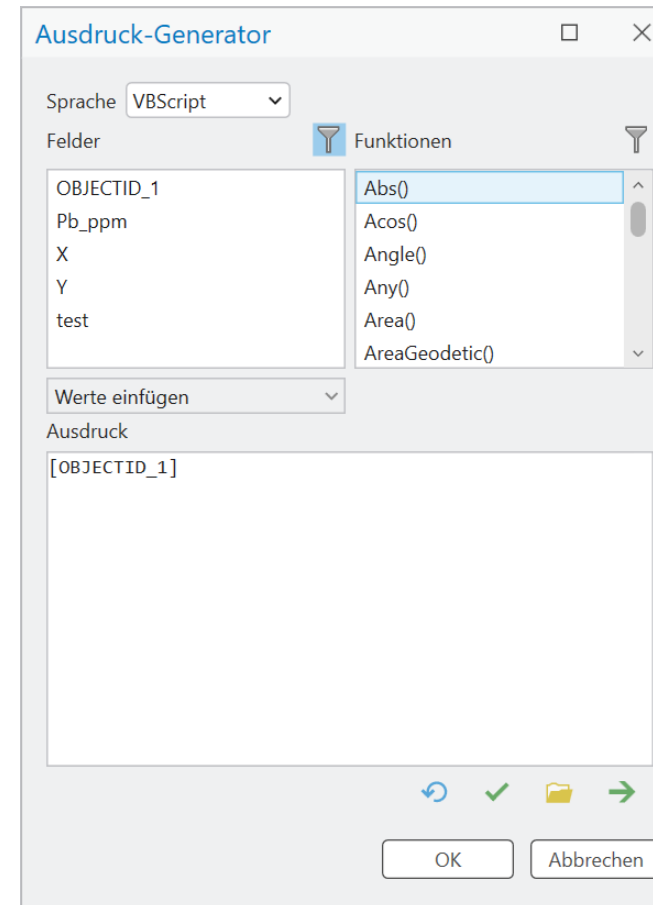 Ausdruck-Generator
Sprache VBScript
Felder
Funktionen
OBJECTID_1
Pb_ppm
X
Y
test
Abs()
Acos()
Angle()
Any()
Area()
AreaGeodetic()
Werte einfügen
Ausdruck
[OBJECTID_1]
OK
Abbrechen